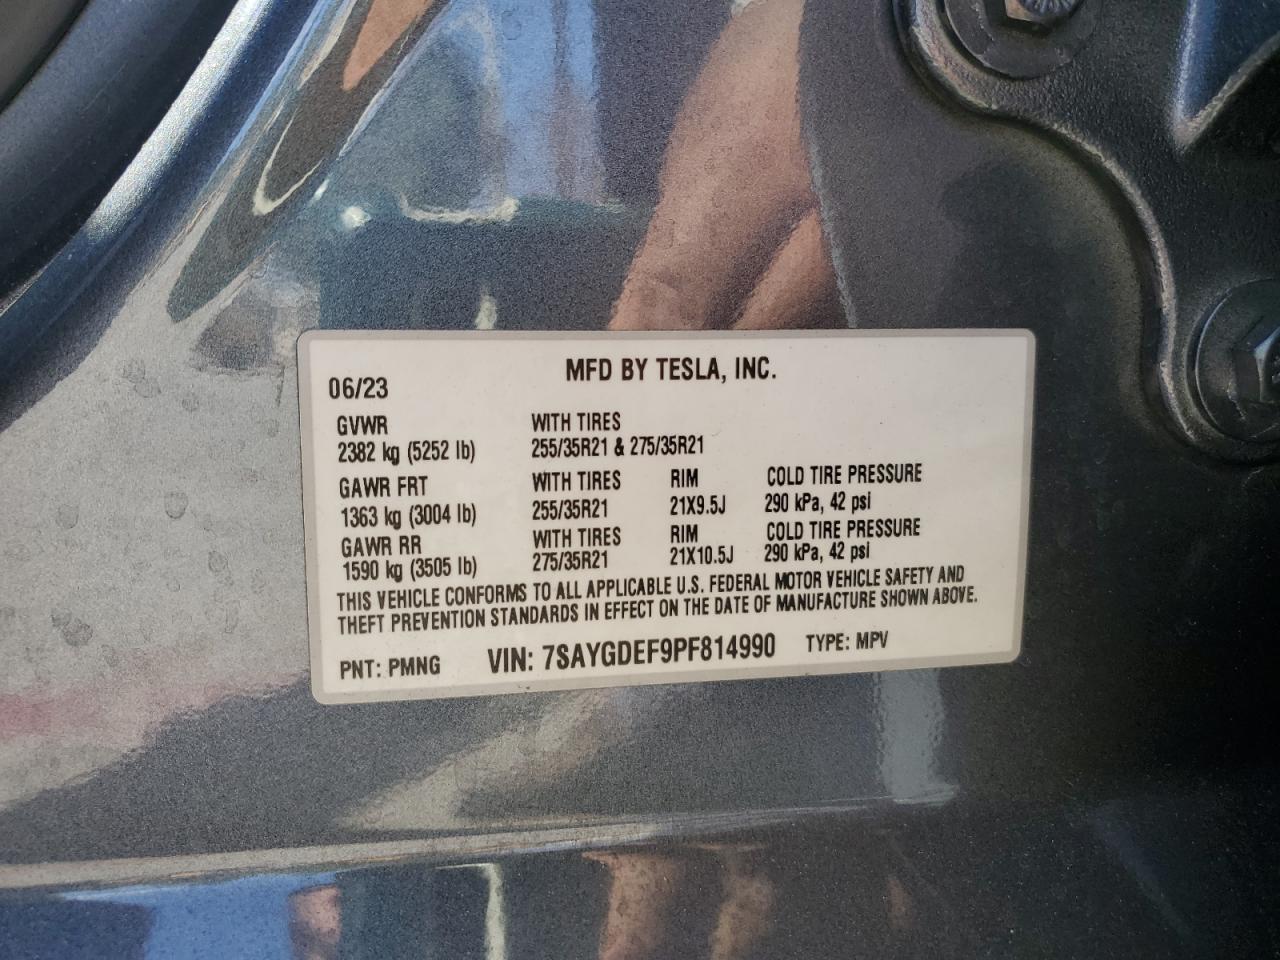 MFD BY TESLA, INC.
06/23
GVWR WITH TIRES
2382 kg (5252 lb) 255/35R21 & 275/35R21
GAWR FRT WITH TIRES RIM COLD TIRE PRESSURE
1363 kg (3004 lb) 255/35R21 21X9.5J 290 kPa, 42 psi
GAWR RR WITH TIRES RIM COLD TIRE PRESSURE
1590 kg (3505 lb) 275/35R21 21X10.5J 290 kPa, 42 psi
THIS VEHICLE CONFORMS TO ALL APPLICABLE U.S. FEDERAL MOTOR VEHICLE SAFETY AND
THEFT PREVENTION STANDARDS IN EFFECT ON THE DATE OF MANUFACTURE SHOWN ABOVE.
PNT: PMNG VIN: 7SAYGDEF9PF814990 TYPE: MPV